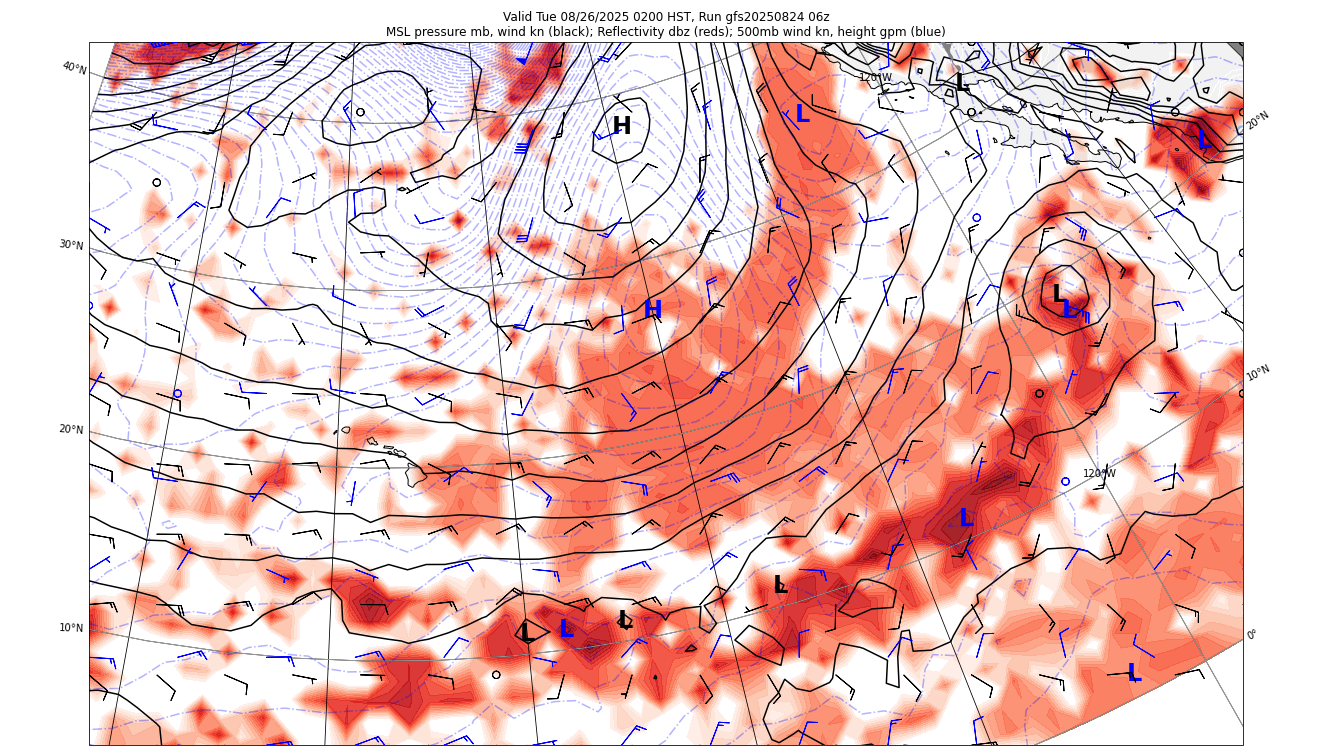 Valid Tue 08/26/2025 0200 HST, Run gfs20250824 06z
MSL pressure mb, wind kn (black); Reflectivity dbz (reds); 500mb wind kn, height gpm (blue)
40°N
120°W
L
H
L
L
20°N
30°N
L
H
L
10°N
20°N
120°W
L
L
10°N
L
L
L
0°
L